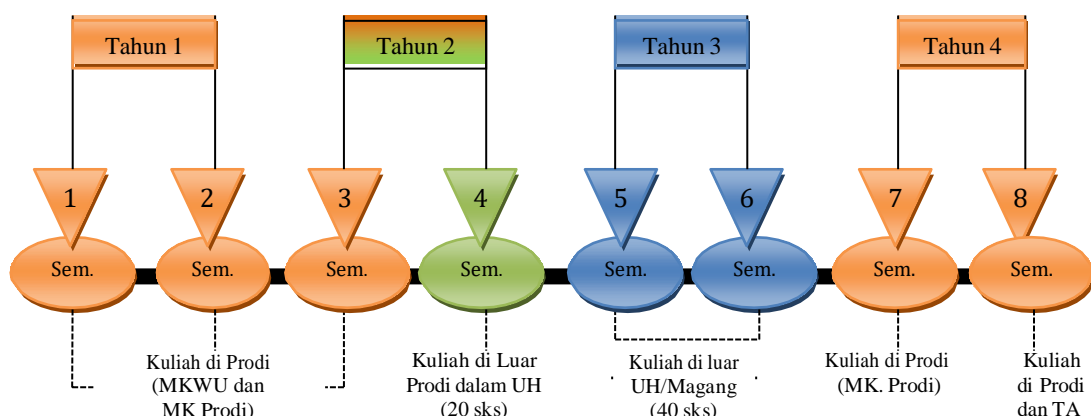 Tahun 1
Tahun 2
Tahun 3
Tahun 4
1
2
3
4
5
6
7
8
Sem.
Sem.
Sem.
Sem.
Sem.
Sem.
Sem.
Sem.
Kuliah di Prodi
(MKWU dan
MK Prodi)
Kuliah di Luar
Prodi dalam UH
(20 sks)
Kuliah di luar
UH/Magang
(40 sks)
Kuliah di Prodi
(MK. Prodi)
Kuliah
di Prodi
dan TA